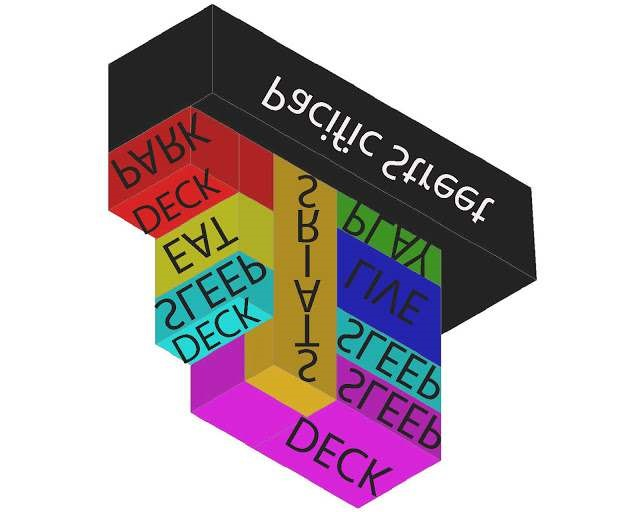 Pacific Street
PARK
DECK
EAT
SLEEP
DECK
STAIRS
PLAY
LIVE
SLEEP
SLEEP
DECK